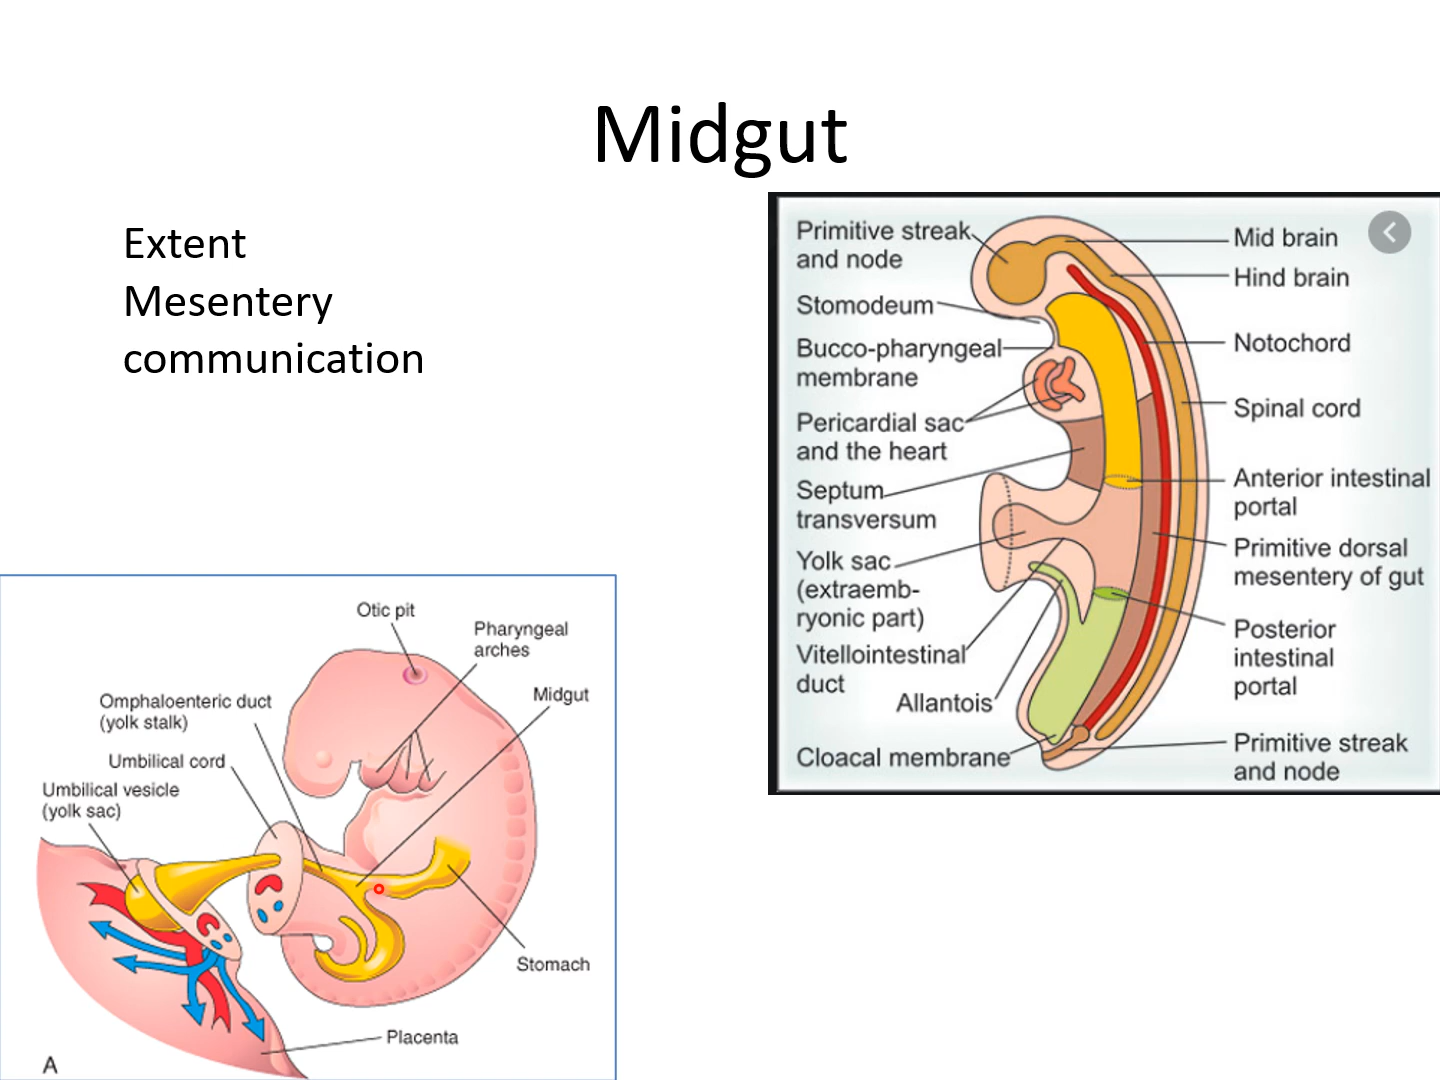 Midgut
Extent
Mesentery
communication
Primitive streak
and node
Stomodeum
Bucco-pharyngeal
membrane
Pericardial sac
and the heart
Septum
transversum
Yolk sac
(extraemb-
ryonic part)
Vitellointestinal
duct
Allantois
Cloacal membrane
Mid brain
Hind brain
Notochord
Spinal cord
Anterior intestinal
portal
Primitive dorsal
mesentery of gut
Posterior
intestinal
portal
Primitive streak
and node
Otic pit
Pharyngeal
arches
Midgut
Omphaloenteric duct
(yolk stalk)
Umbilical cord
Umbilical vesicle
(yolk sac)
Stomach
Placenta
A